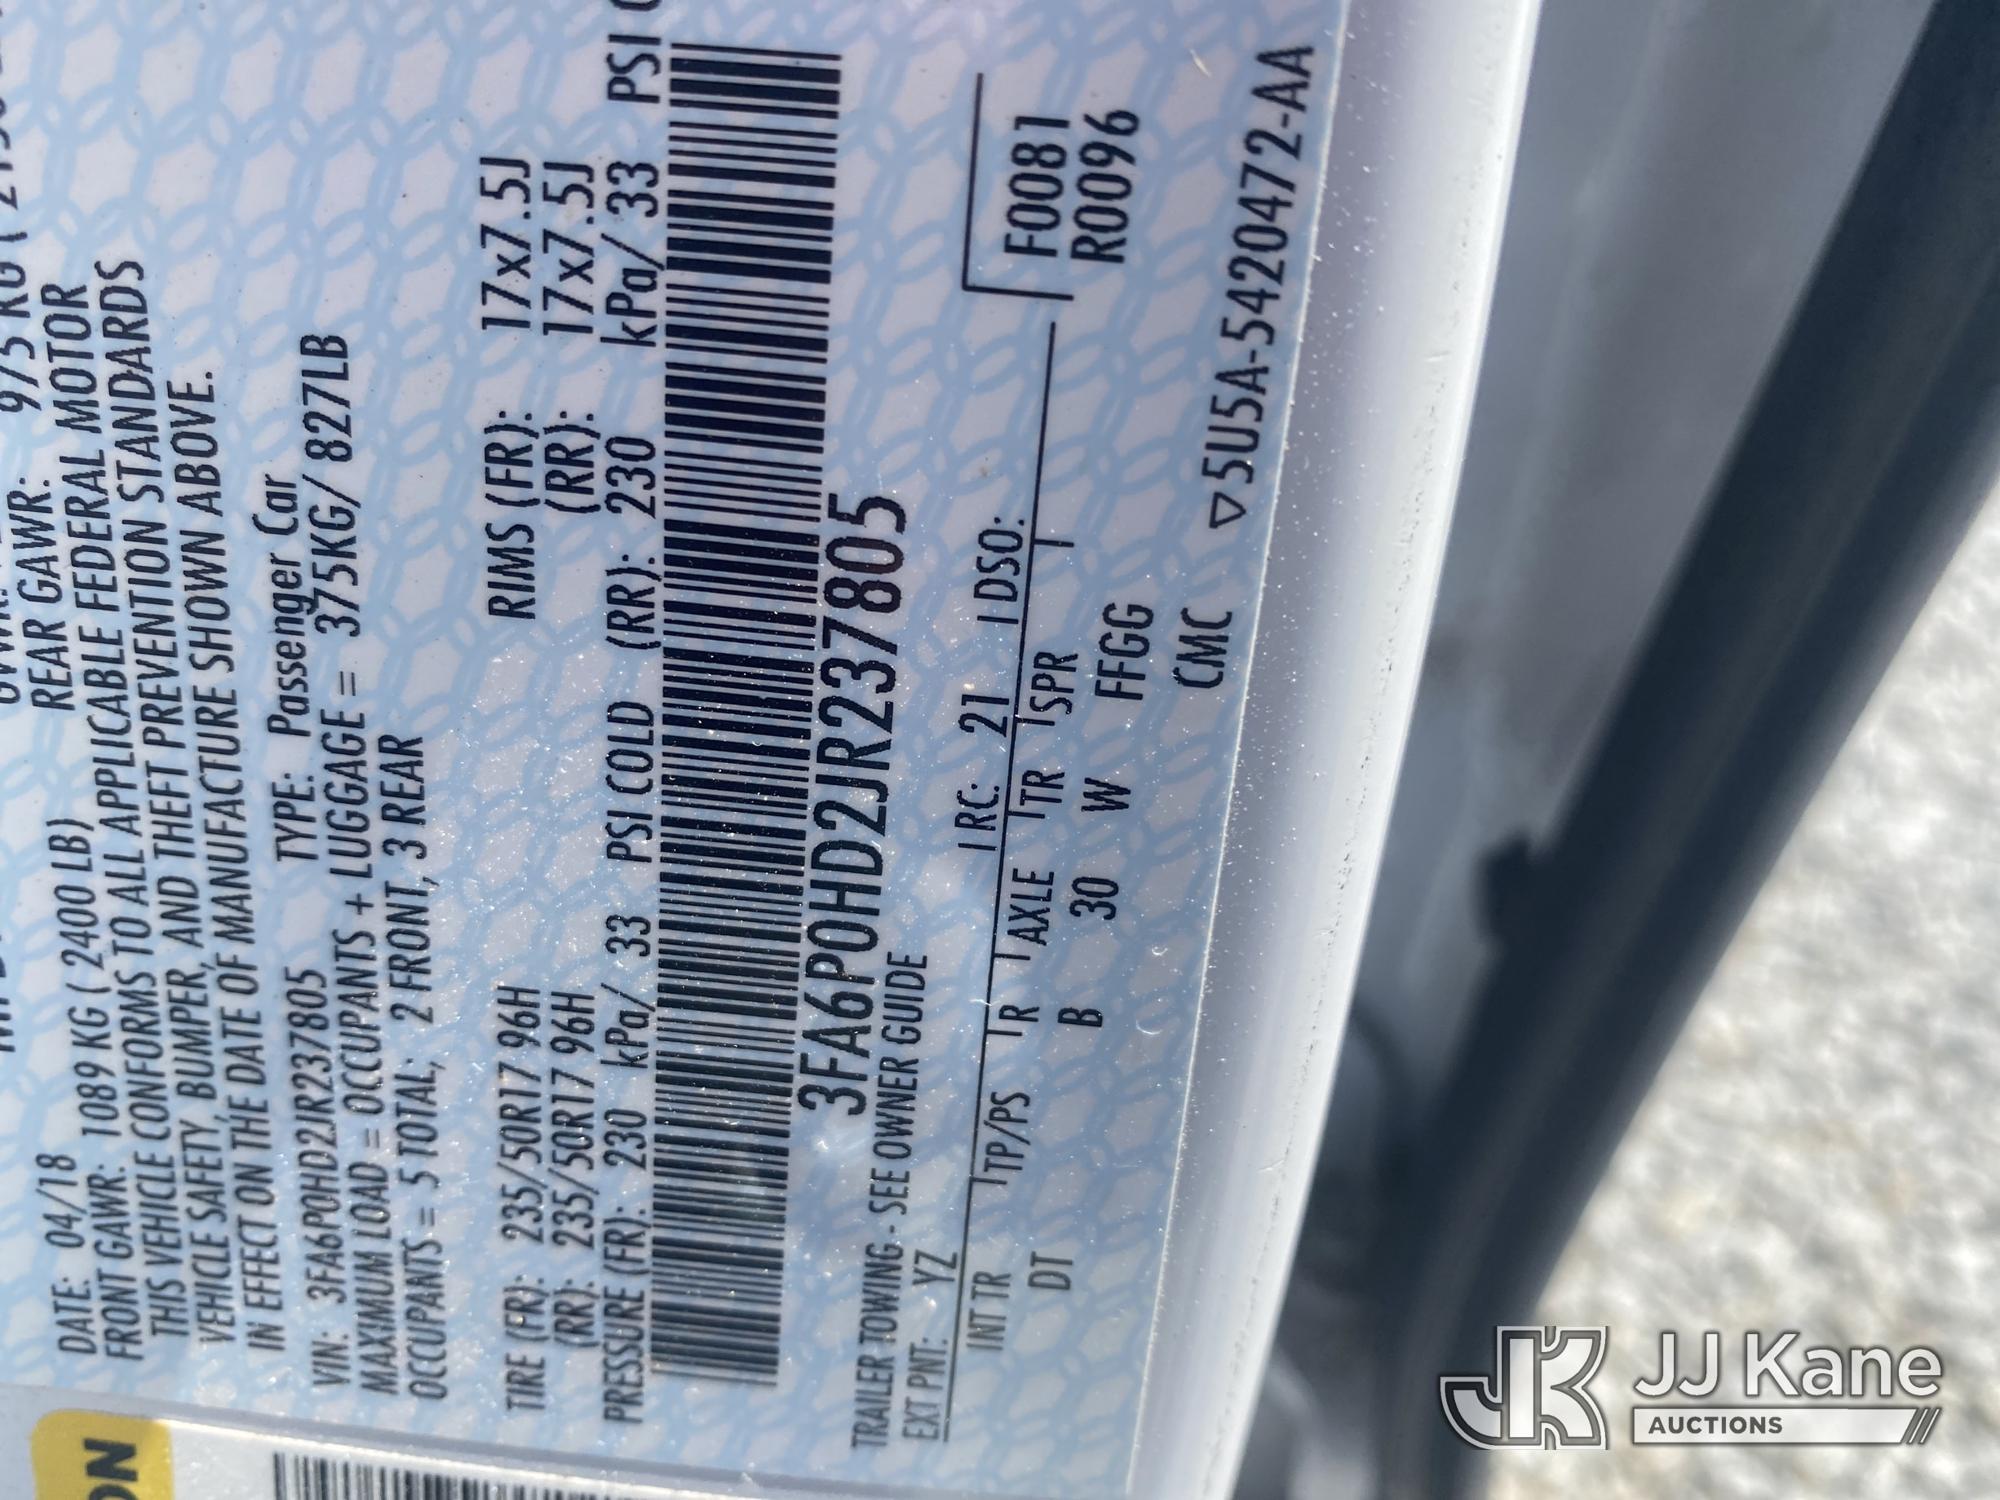 DATE: 04/18
FRONT GAWR: 1089 KG ( 2400 LB) REAR GAWR: 975 KG (
THIS VEHICLE CONFORMS TO ALL APPLICABLE FEDERAL MOTOR
VEHICLE SAFETY, BUMPER, AND THEFT PREVENTION STANDARDS
IN EFFECT ON THE DATE OF MANUFACTURE SHOWN ABOVE.
VIN: 3FA6P0HD2JR237805 TYPE: Passenger Car
MAXIMUM LOAD = OCCUPANTS + LUGGAGE = 375KG/ 827LB
OCCUPANTS = 5 TOTAL; 2 FRONT, 3 REAR
TIRE (FR): 235/50R17 96H RIMS (FR): 17x7.5J
(RR): 235/50R17 96H (RR): 17x7.5J
PRESSURE (FR): 230 kPa/ 33 PSI COLD (RR): 230 kPa/ 33 PSI
3FA6P0HD2JR237805
TRAILER TOWING - SEE OWNER GUIDE
EXT PNT: YZ RC: 21 DSO:
INT TR TP/PS R AXLE TR SPR F0081
DT B 30 W FFGG R0096
CMC ▽5U5A-5420472-AA
JK JJ Kane
AUCTIONS